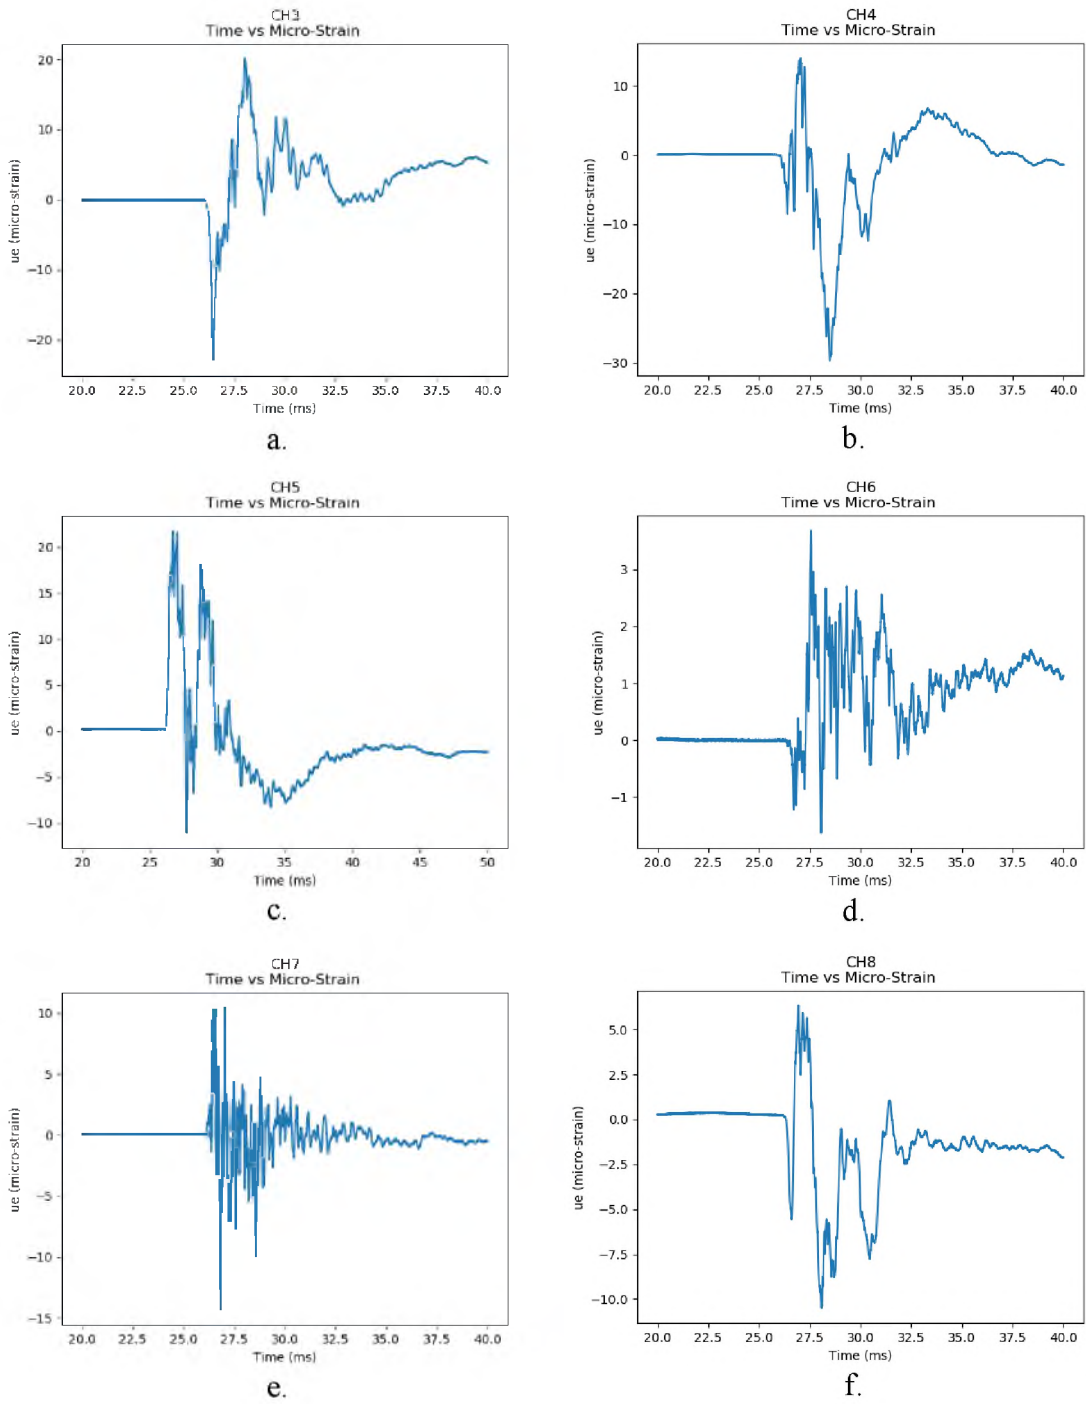 CH3
Time vs Micro-Strain
20
10
0
−10
−20
ue (micro-strain)
20.0 22.5 25.0 27.5 30.0 32.5 35.0 37.5 40.0
Time (ms)
a.
CH4
Time vs Micro-Strain
10
0
−10
−20
−30
ue (micro-strain)
20.0 22.5 25.0 27.5 30.0 32.5 35.0 37.5 40.0
Time (ms)
b.
CH5
Time vs Micro-Strain
20
15
10
5
0
−5
−10
ue (micro-strain)
20 25 30 35 40 45 50
Time (ms)
c.
CH6
Time vs Micro-Strain
3
2
1
0
−1
ue (micro-strain)
20.0 22.5 25.0 27.5 30.0 32.5 35.0 37.5 40.0
Time (ms)
d.
CH7
Time vs Micro-Strain
10
5
0
−5
−10
−15
ue (micro-strain)
20.0 22.5 25.0 27.5 30.0 32.5 35.0 37.5 40.0
Time (ms)
e.
CH8
Time vs Micro-Strain
5.0
2.5
0.0
−2.5
−5.0
−7.5
−10.0
ue (micro-strain)
20.0 22.5 25.0 27.5 30.0 32.5 35.0 37.5 40.0
Time (ms)
f.